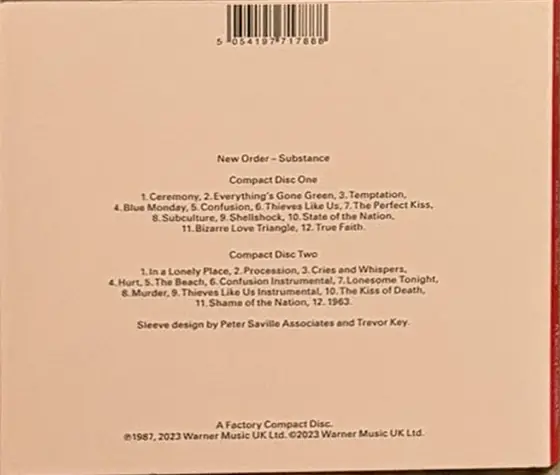 5 054197 717888
New Order – Substance
Compact Disc One
1. Ceremony, 2. Everything's Gone Green, 3. Temptation,
4. Blue Monday, 5. Confusion, 6. Thieves Like Us, 7. The Perfect Kiss,
8. Subculture, 9. Shellshock, 10. State of the Nation,
11. Bizarre Love Triangle, 12. True Faith.
Compact Disc Two
1. In a Lonely Place, 2. Procession, 3. Cries and Whispers,
4. Hurt, 5. The Beach, 6. Confusion Instrumental, 7. Lonesome Tonight,
8. Murder, 9. Thieves Like Us Instrumental, 10. The Kiss of Death,
11. Shame of the Nation, 12. 1963.
Sleeve design by Peter Saville Associates and Trevor Key.
A Factory Compact Disc.
℗1987, 2023 Warner Music UK Ltd. ©2023 Warner Music UK Ltd.